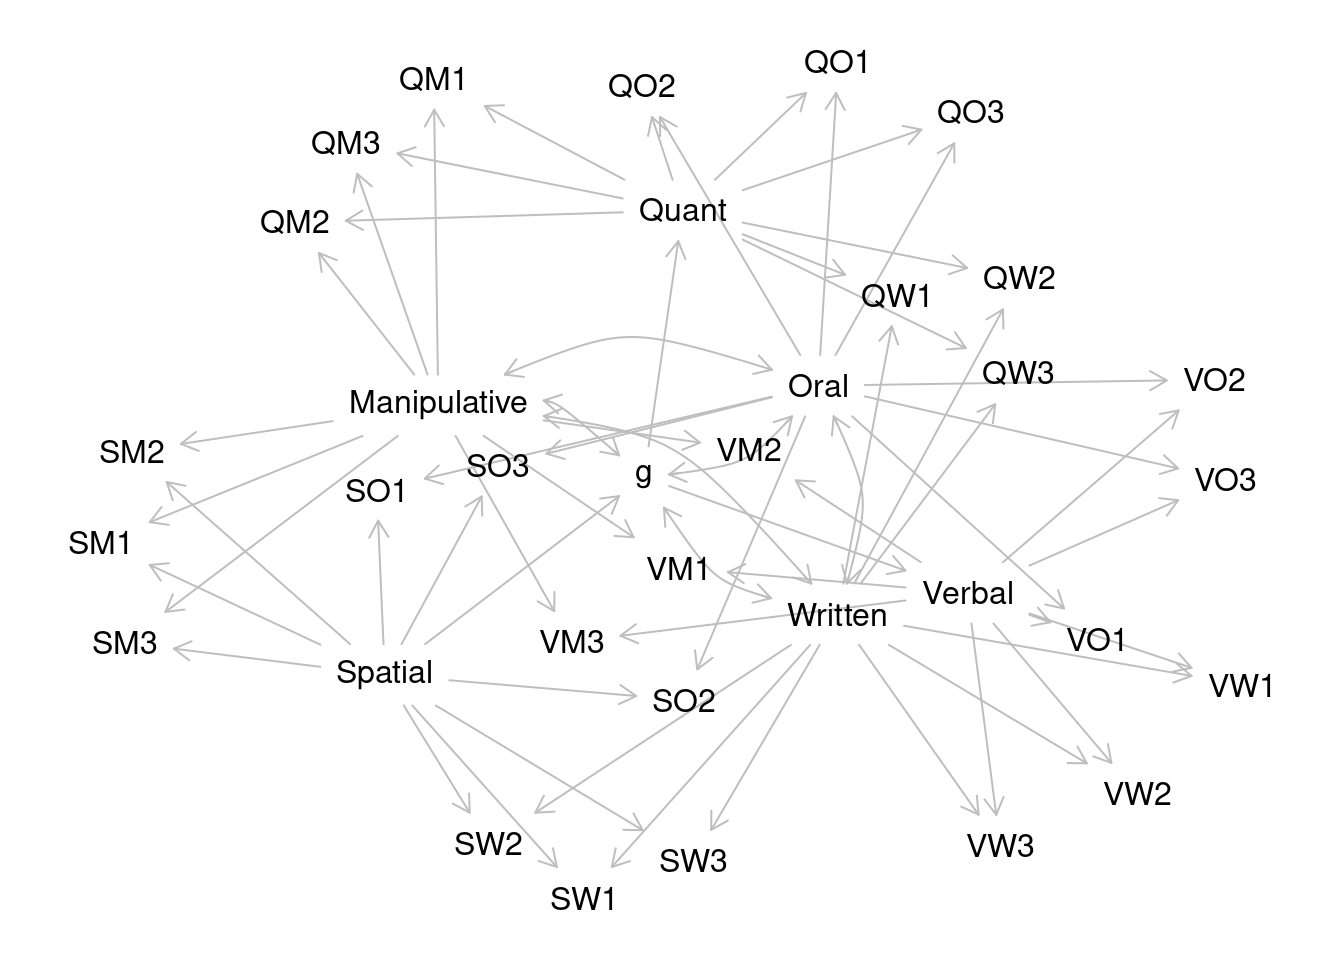 QO1
QM1
QO2
QO3
QM3
Quant
QM2
QW2
QW1
QW3
VO2
Oral
Manipulative
VM2
SM2
SO3
g
VO3
SO1
SM1
VM1
Verbal
Written
VO1
VM3
SM3
Spatial
VW1
SO2
VW2
SW2
VW3
SW3
SW1